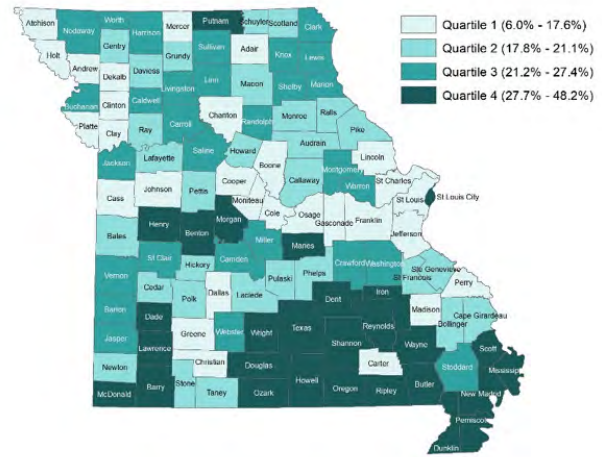 Quartile 1 (6.0% - 17.6%)
Quartile 2 (17.8% - 21.1%)
Quartile 3 (21.2% - 27.4%)
Quartile 4 (27.7% - 48.2%)
Atchison
Nodaway
Worth
Harrison
Mercer
Putnam
Schuyler
Scotland
Clark
Holt
Gentry
Grundy
Sullivan
Adair
Knox
Lewis
Andrew
Dekalb
Daviess
Livingston
Linn
Macon
Shelby
Marion
Buchanan
Clinton
Caldwell
Chariton
Randolph
Monroe
Ralls
Pike
Platte
Clay
Ray
Carroll
Saline
Howard
Audrain
Lincoln
Jackson
Lafayette
Boone
Callaway
Montgomery
Warren
St Charles
St Louis
St Louis City
Cass
Johnson
Pettis
Cooper
Moniteau
Cole
Osage
Gasconade
Franklin
Jefferson
Bates
Henry
Benton
Morgan
Miller
Maries
Vernon
St Clair
Hickory
Camden
Pulaski
Phelps
Crawford
Washington
St Francois
Ste Genevieve
Perry
Cedar
Polk
Dallas
Laclede
Dent
Iron
Madison
Bollinger
Cape Girardeau
Barton
Dade
Greene
Webster
Wright
Texas
Reynolds
Wayne
Scott
Jasper
Lawrence
Christian
Douglas
Shannon
Carter
Stoddard
Mississippi
Newton
Stone
Taney
Ozark
Howell
Oregon
Ripley
Butler
New Madrid
McDonald
Barry
Pemiscot
Dunklin